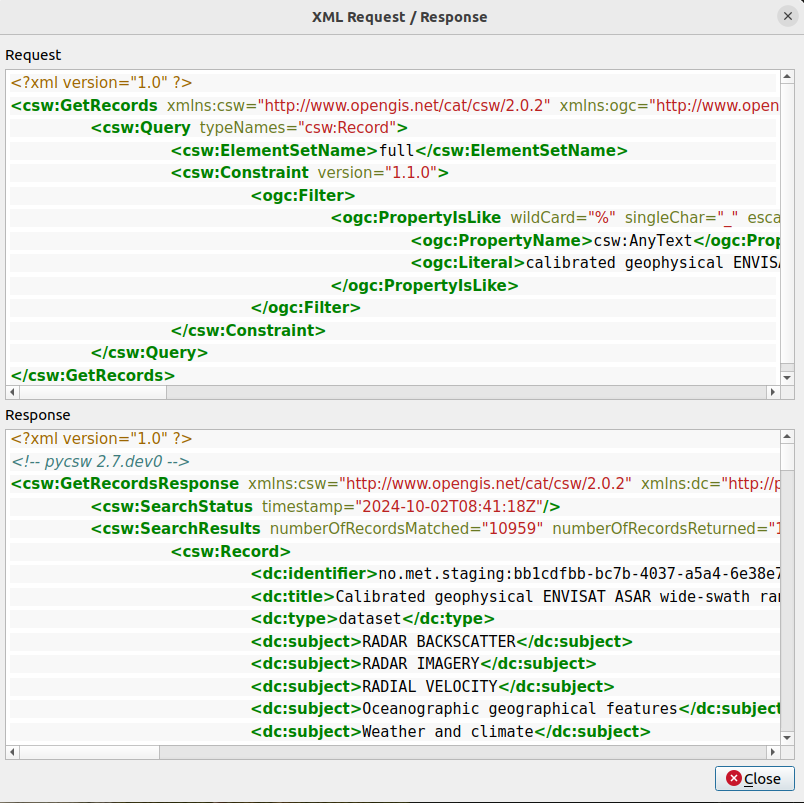 XML Request / Response
Request
<?xml version="1.0" ?>
<csw:GetRecords xmlns:csw="http://www.opengis.net/cat/csw/2.0.2" xmlns:ogc="http://www.open
<csw:Query typeNames="csw:Record">
<csw:ElementSetName>full</csw:ElementSetName>
<csw:Constraint version="1.1.0">
<ogc:Filter>
<ogc:PropertyIsLike wildCard="%" singleChar="_" esca
<ogc:PropertyName>csw:AnyText</ogc:Prop
<ogc:Literal>calibrated geophysical ENVISA
</ogc:PropertyIsLike>
</ogc:Filter>
</csw:Constraint>
</csw:Query>
</csw:GetRecords>
Response
<?xml version="1.0" ?>
<!-- pycsw 2.7.dev0 -->
<csw:GetRecordsResponse xmlns:csw="http://www.opengis.net/cat/csw/2.0.2" xmlns:dc="http://p
<csw:SearchStatus timestamp="2024-10-02T08:41:18Z"/>
<csw:SearchResults numberOfRecordsMatched="10959" numberOfRecordsReturned="1
<csw:Record>
<dc:identifier>no.met.staging:bb1cdfbb-bc7b-4037-a5a4-6e38e7
<dc:title>Calibrated geophysical ENVISAT ASAR wide-swath ran
<dc:type>dataset</dc:type>
<dc:subject>RADAR BACKSCATTER</dc:subject>
<dc:subject>RADAR IMAGERY</dc:subject>
<dc:subject>RADIAL VELOCITY</dc:subject>
<dc:subject>Oceanographic geographical features</dc:subject
<dc:subject>Weather and climate</dc:subject>
Close